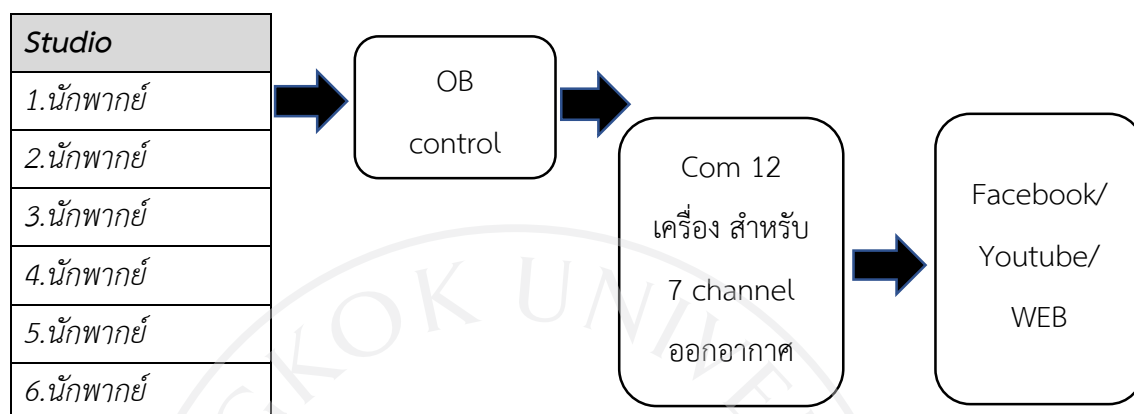 Studio
1.นักพากย์
2.นักพากย์
3.นักพากย์
4.นักพากย์
5.นักพากย์
6.นักพากย์
OB
control
Com 12
เครื่อง สำหรับ
7 channel
ออกอากาศ
Facebook/
Youtube/
WEB